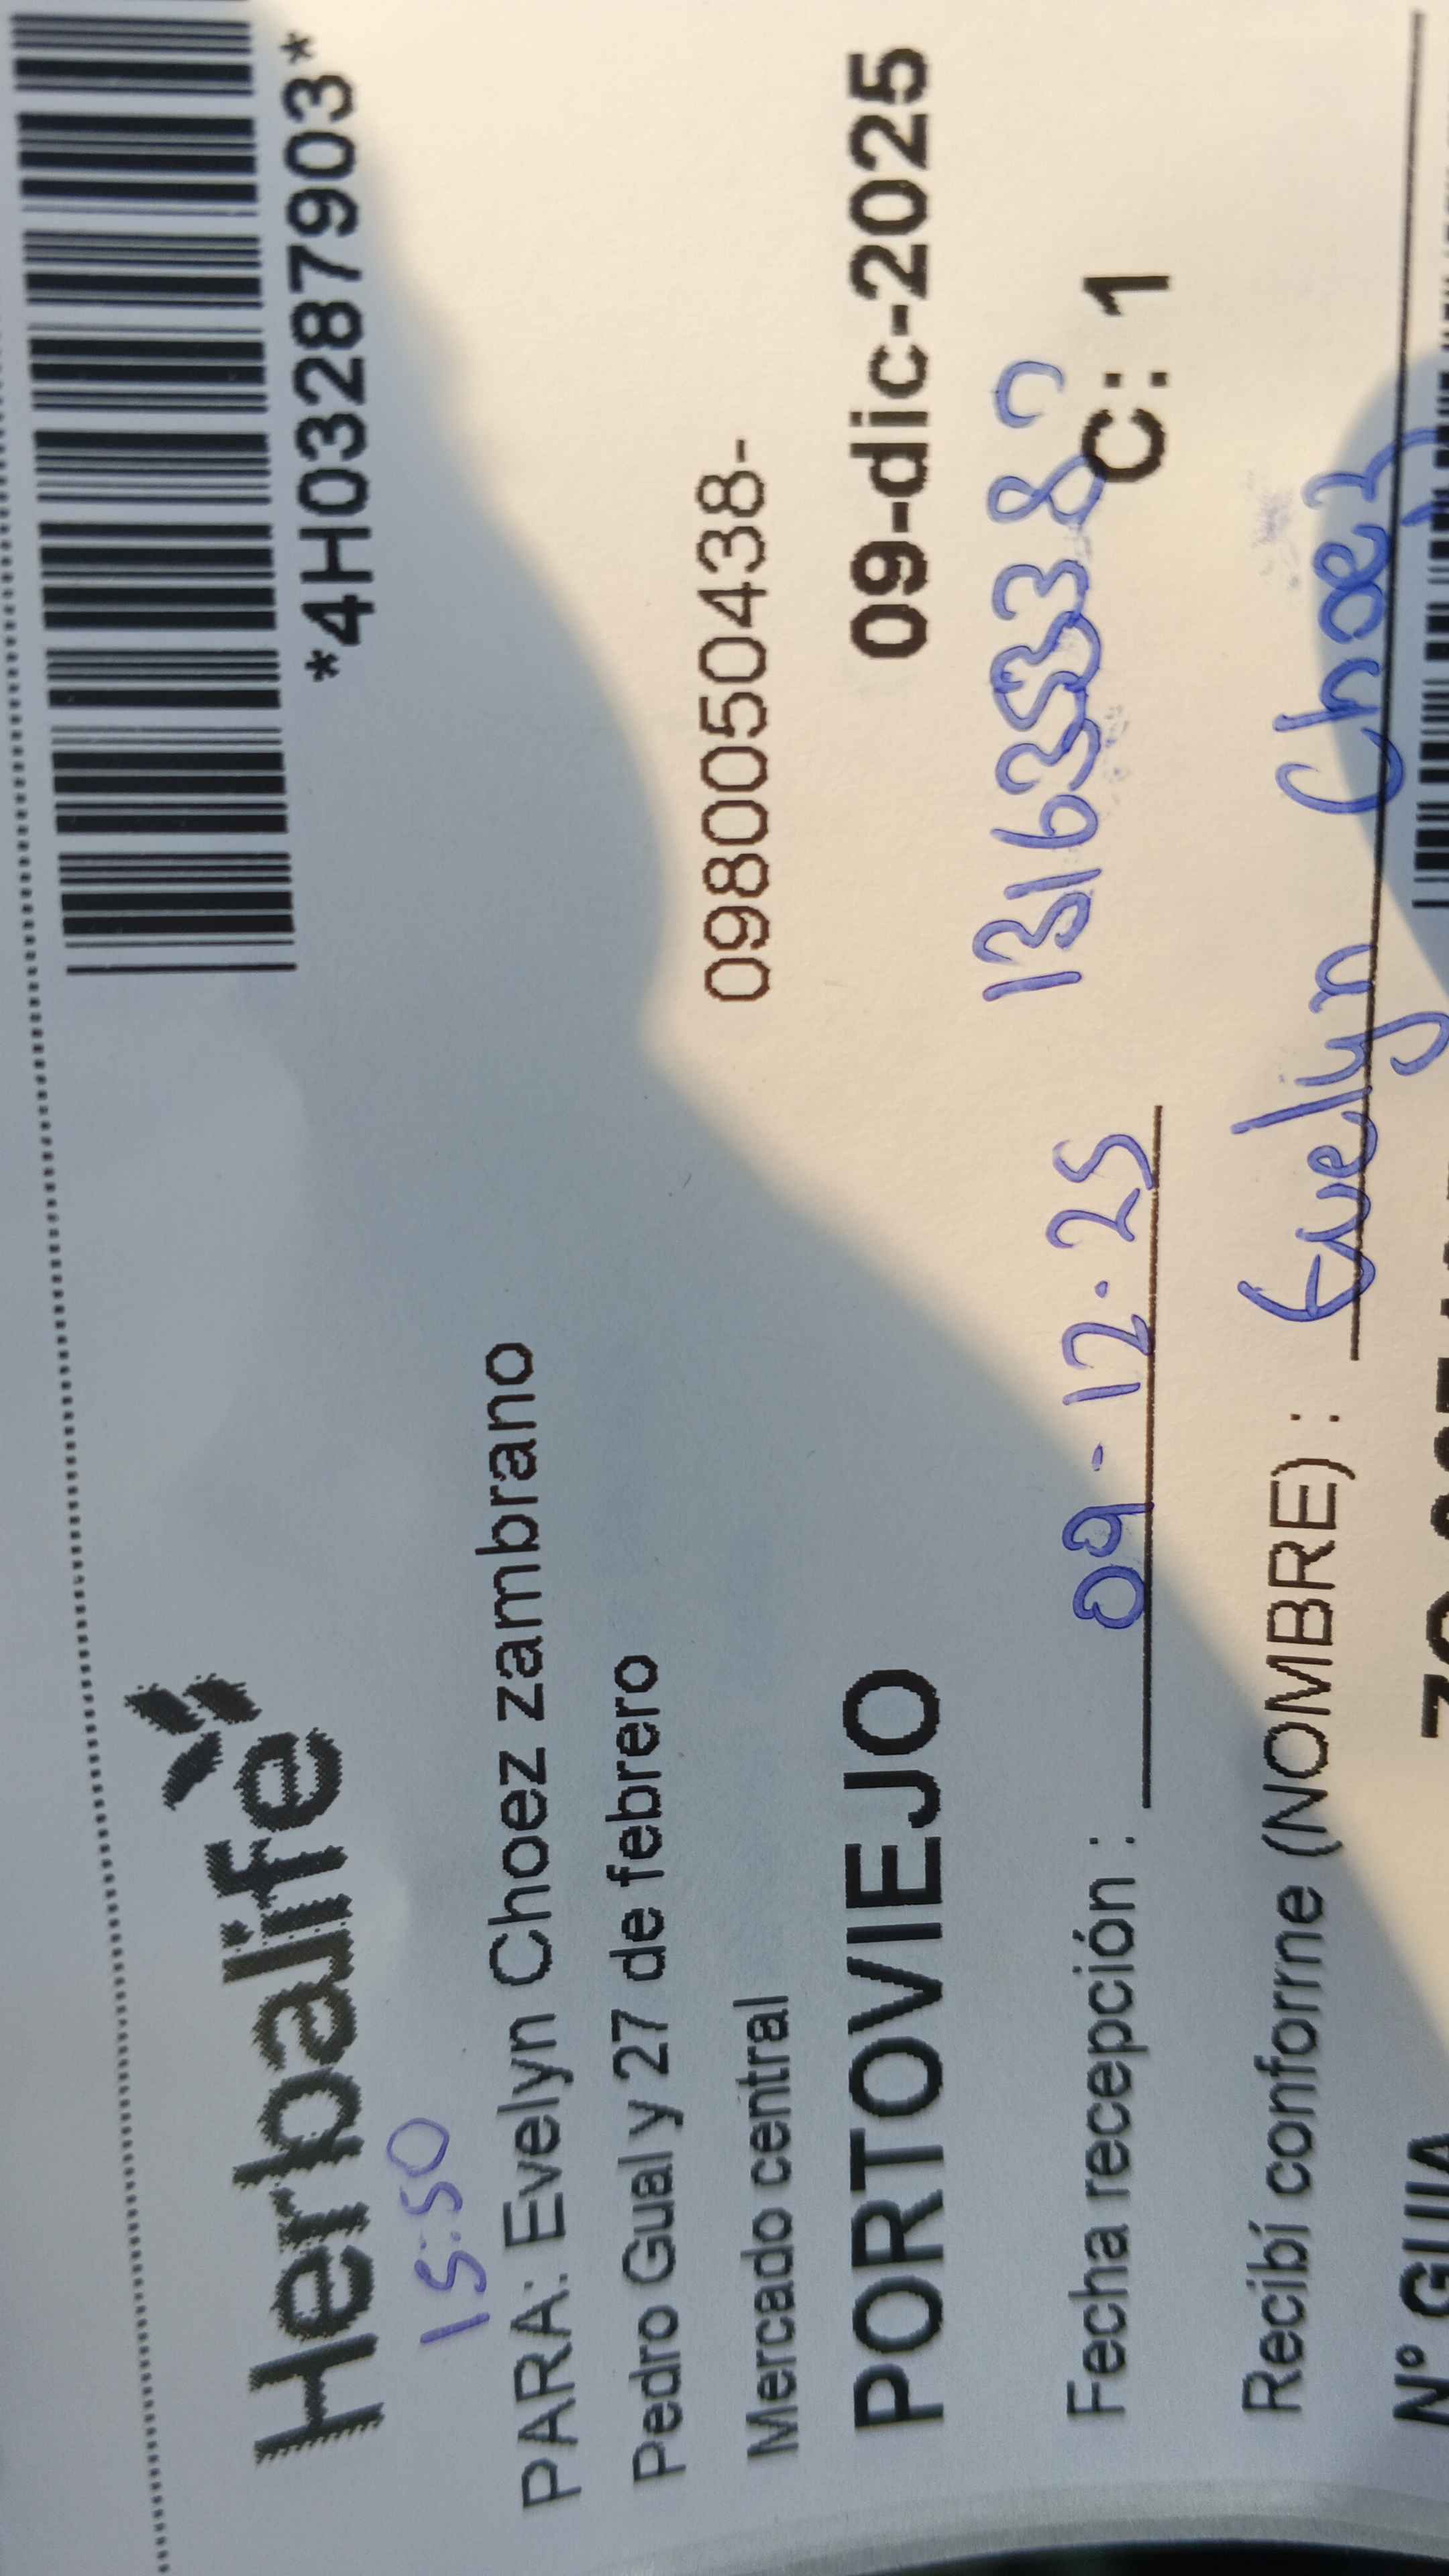 *4H03287903*
Herbalife
15:50
PARA: Evelyn Choez zambrano
Pedro Gual y 27 de febrero
Mercado central 0980050438-
PORTOVIEJO 09-dic-2025
Fecha recepción : 09-12.25
C: 1
Recibí conforme (NOMBRE) : Evelyn Choez
N° GUIA